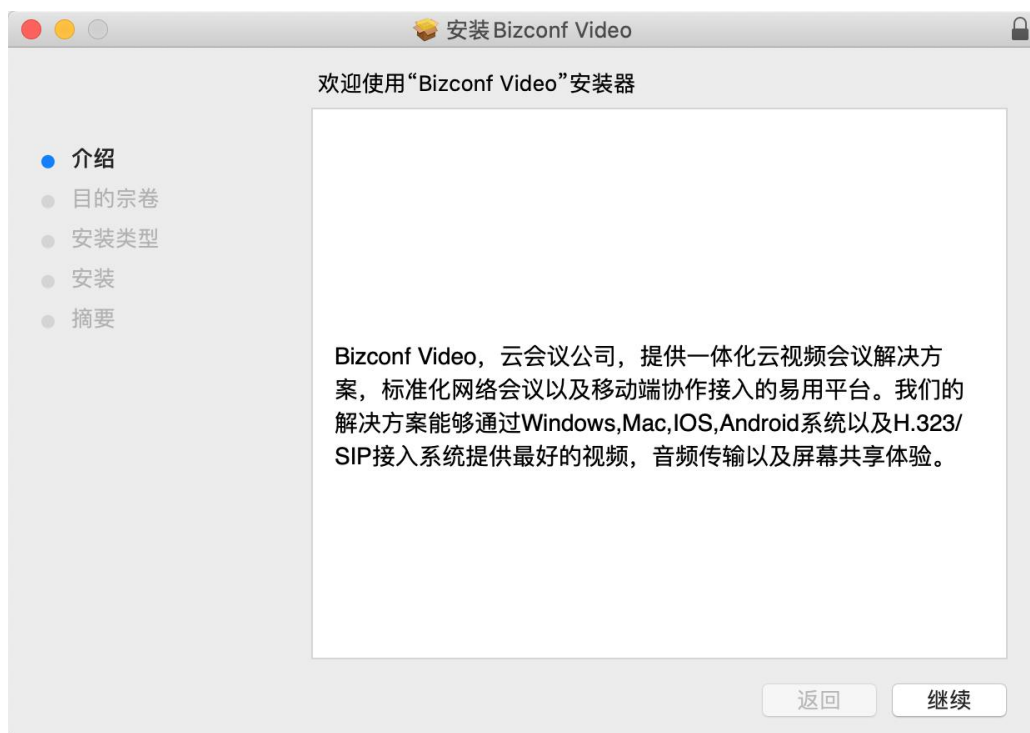 安装Bizconf Video
欢迎使用“Bizconf Video”安装器
介绍
目的宗卷
安装类型
安装
摘要
Bizconf Video，云会议公司，提供一体化云视频会议解决方
案，标准化网络会议以及移动端协作接入的易用平台。我们的
解决方案能够通过Windows,Mac,IOS,Android系统以及H.323/
SIP接入系统提供最好的视频，音频传输以及屏幕共享体验。
返回
继续